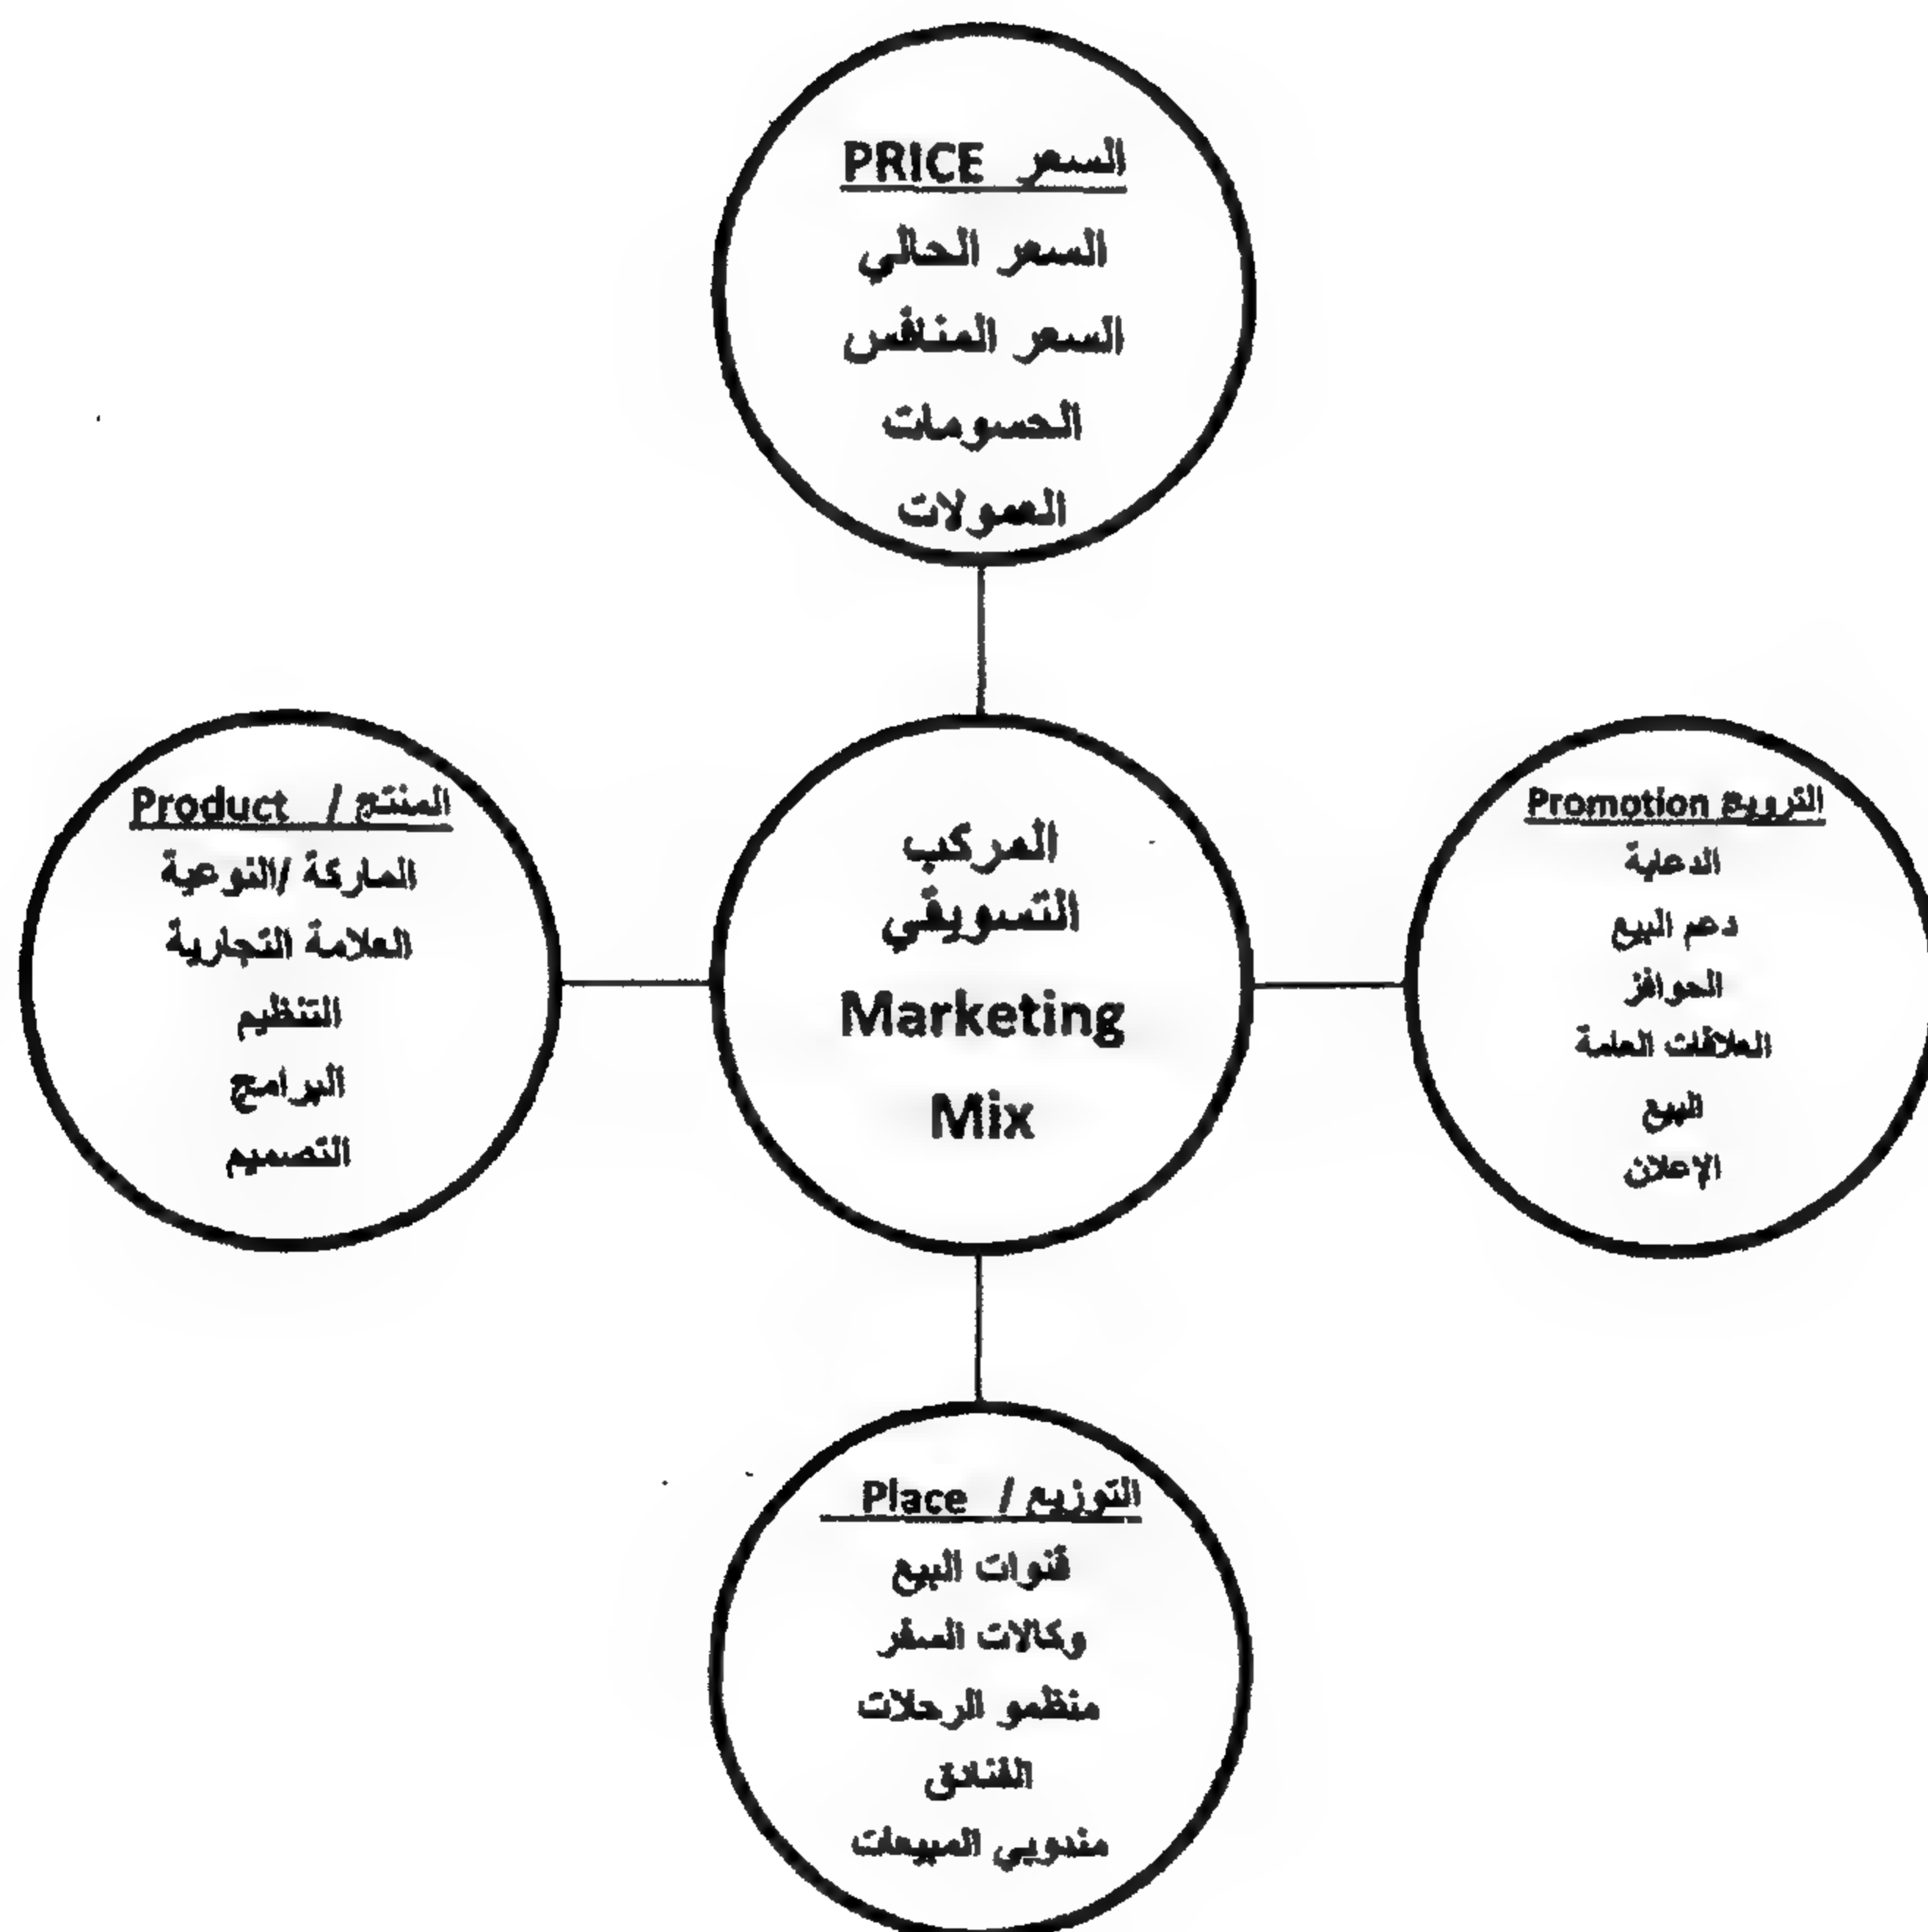 السعر PRICE
السعر الحالي
السعر المنافس
الحسومات
العمولات
المنتج / Product
الماركة /النوعية
العلامة التجارية
التنظيم
البرامج
التصميم
المركب
التسويقي
Marketing
Mix
الترويج Promotion
الدعاية
دعم البيع
الحوافز
العلاقات العامة
البيع
الإعلان
التوزيع / Place
قنوات البيع
وكالات السفر
منظمو الرحلات
الفنادق
مندوبي المبيعات